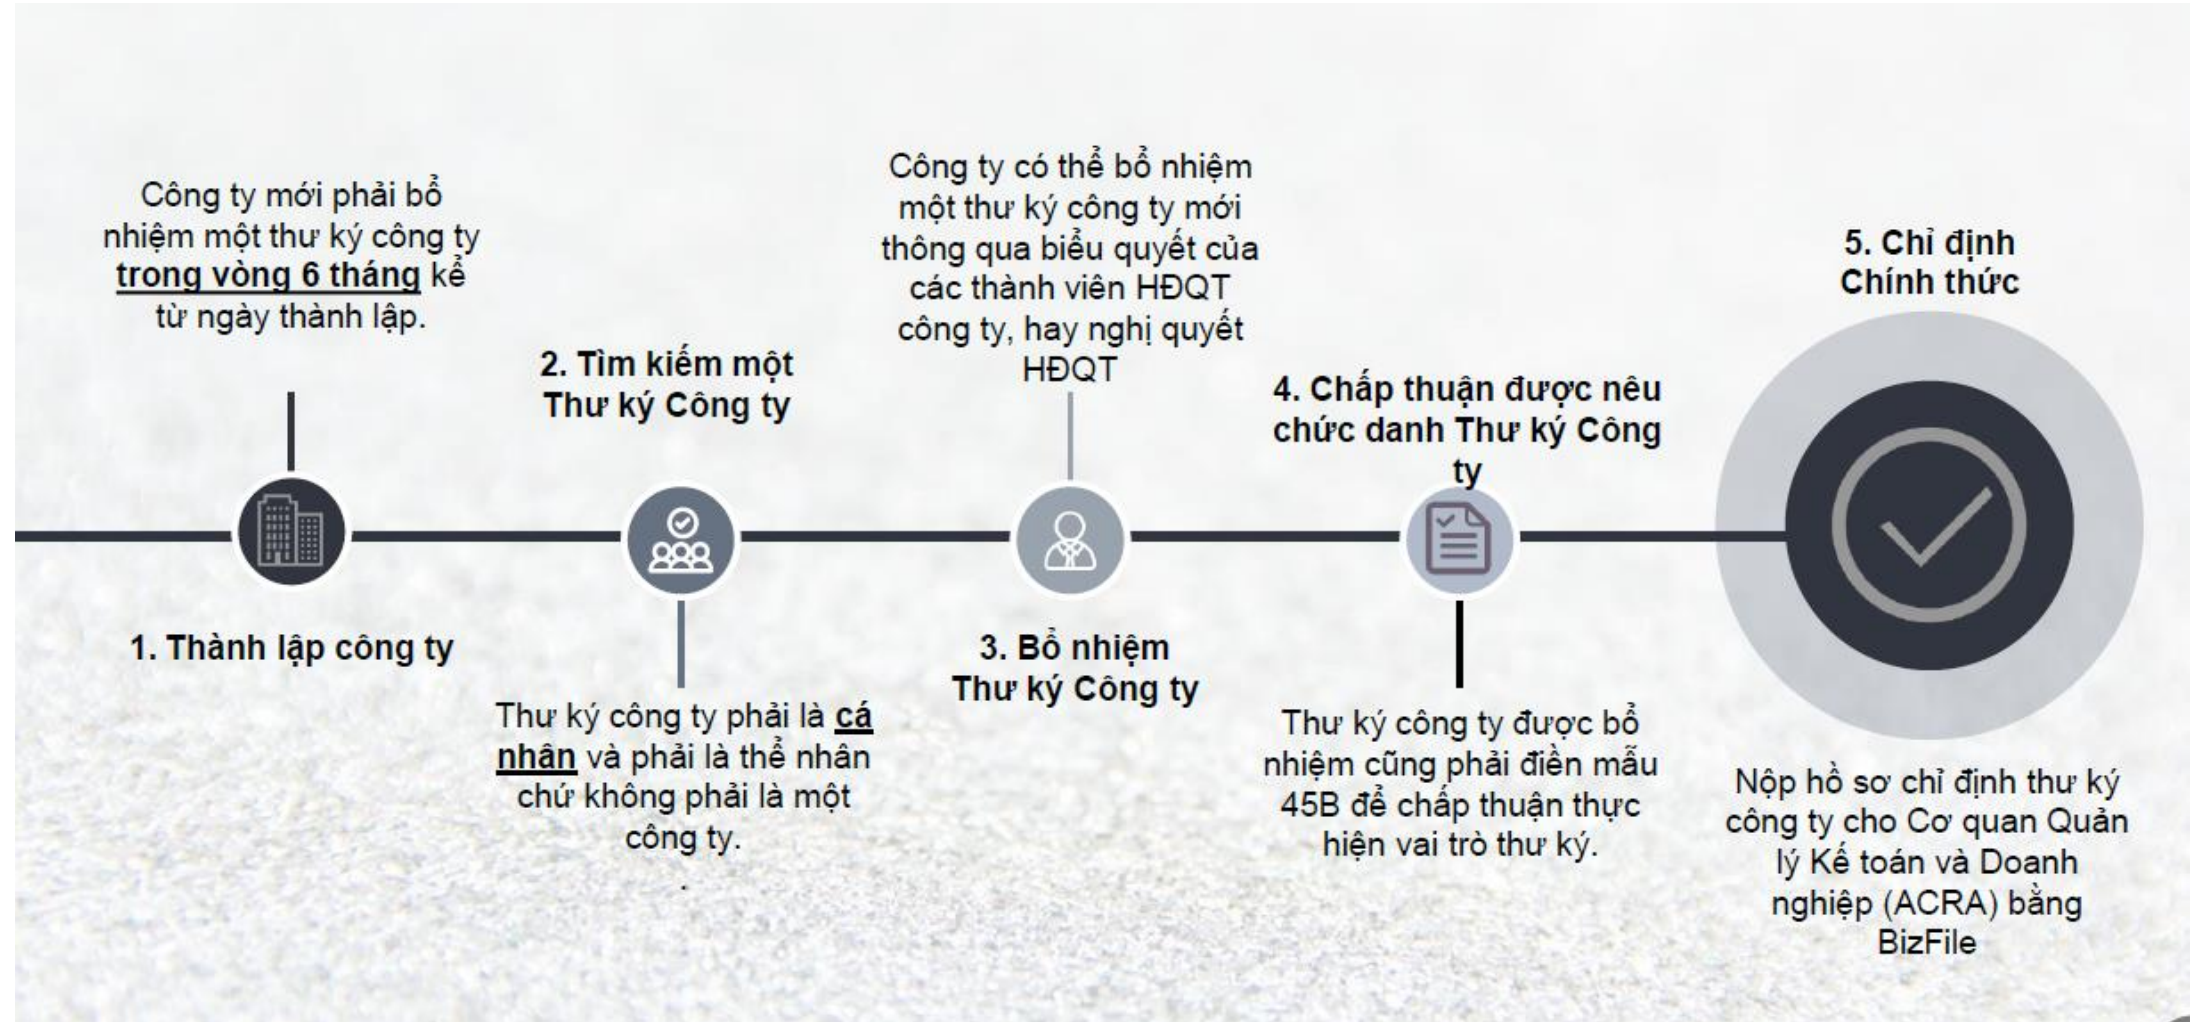 Công ty mới phải bổ
nhiệm một thư ký công ty
trong vòng 6 tháng kể
từ ngày thành lập.
1. Thành lập công ty
2. Tìm kiếm một
Thư ký Công ty
Thư ký công ty phải là cá
nhân và phải là thể nhân
chứ không phải là một
công ty.
.
Công ty có thể bổ nhiệm
một thư ký công ty mới
thông qua biểu quyết của
các thành viên HĐQT
công ty, hay nghị quyết
HĐQT
3. Bổ nhiệm
Thư ký Công ty
4. Chấp thuận được nêu
chức danh Thư ký Công
ty
Thư ký công ty được bổ
nhiệm cũng phải điền mẫu
45B để chấp thuận thực
hiện vai trò thư ký.
5. Chỉ định
Chính thức
Nộp hồ sơ chỉ định thư ký
công ty cho Cơ quan Quản
lý Kế toán và Doanh
nghiệp (ACRA) bằng
BizFile